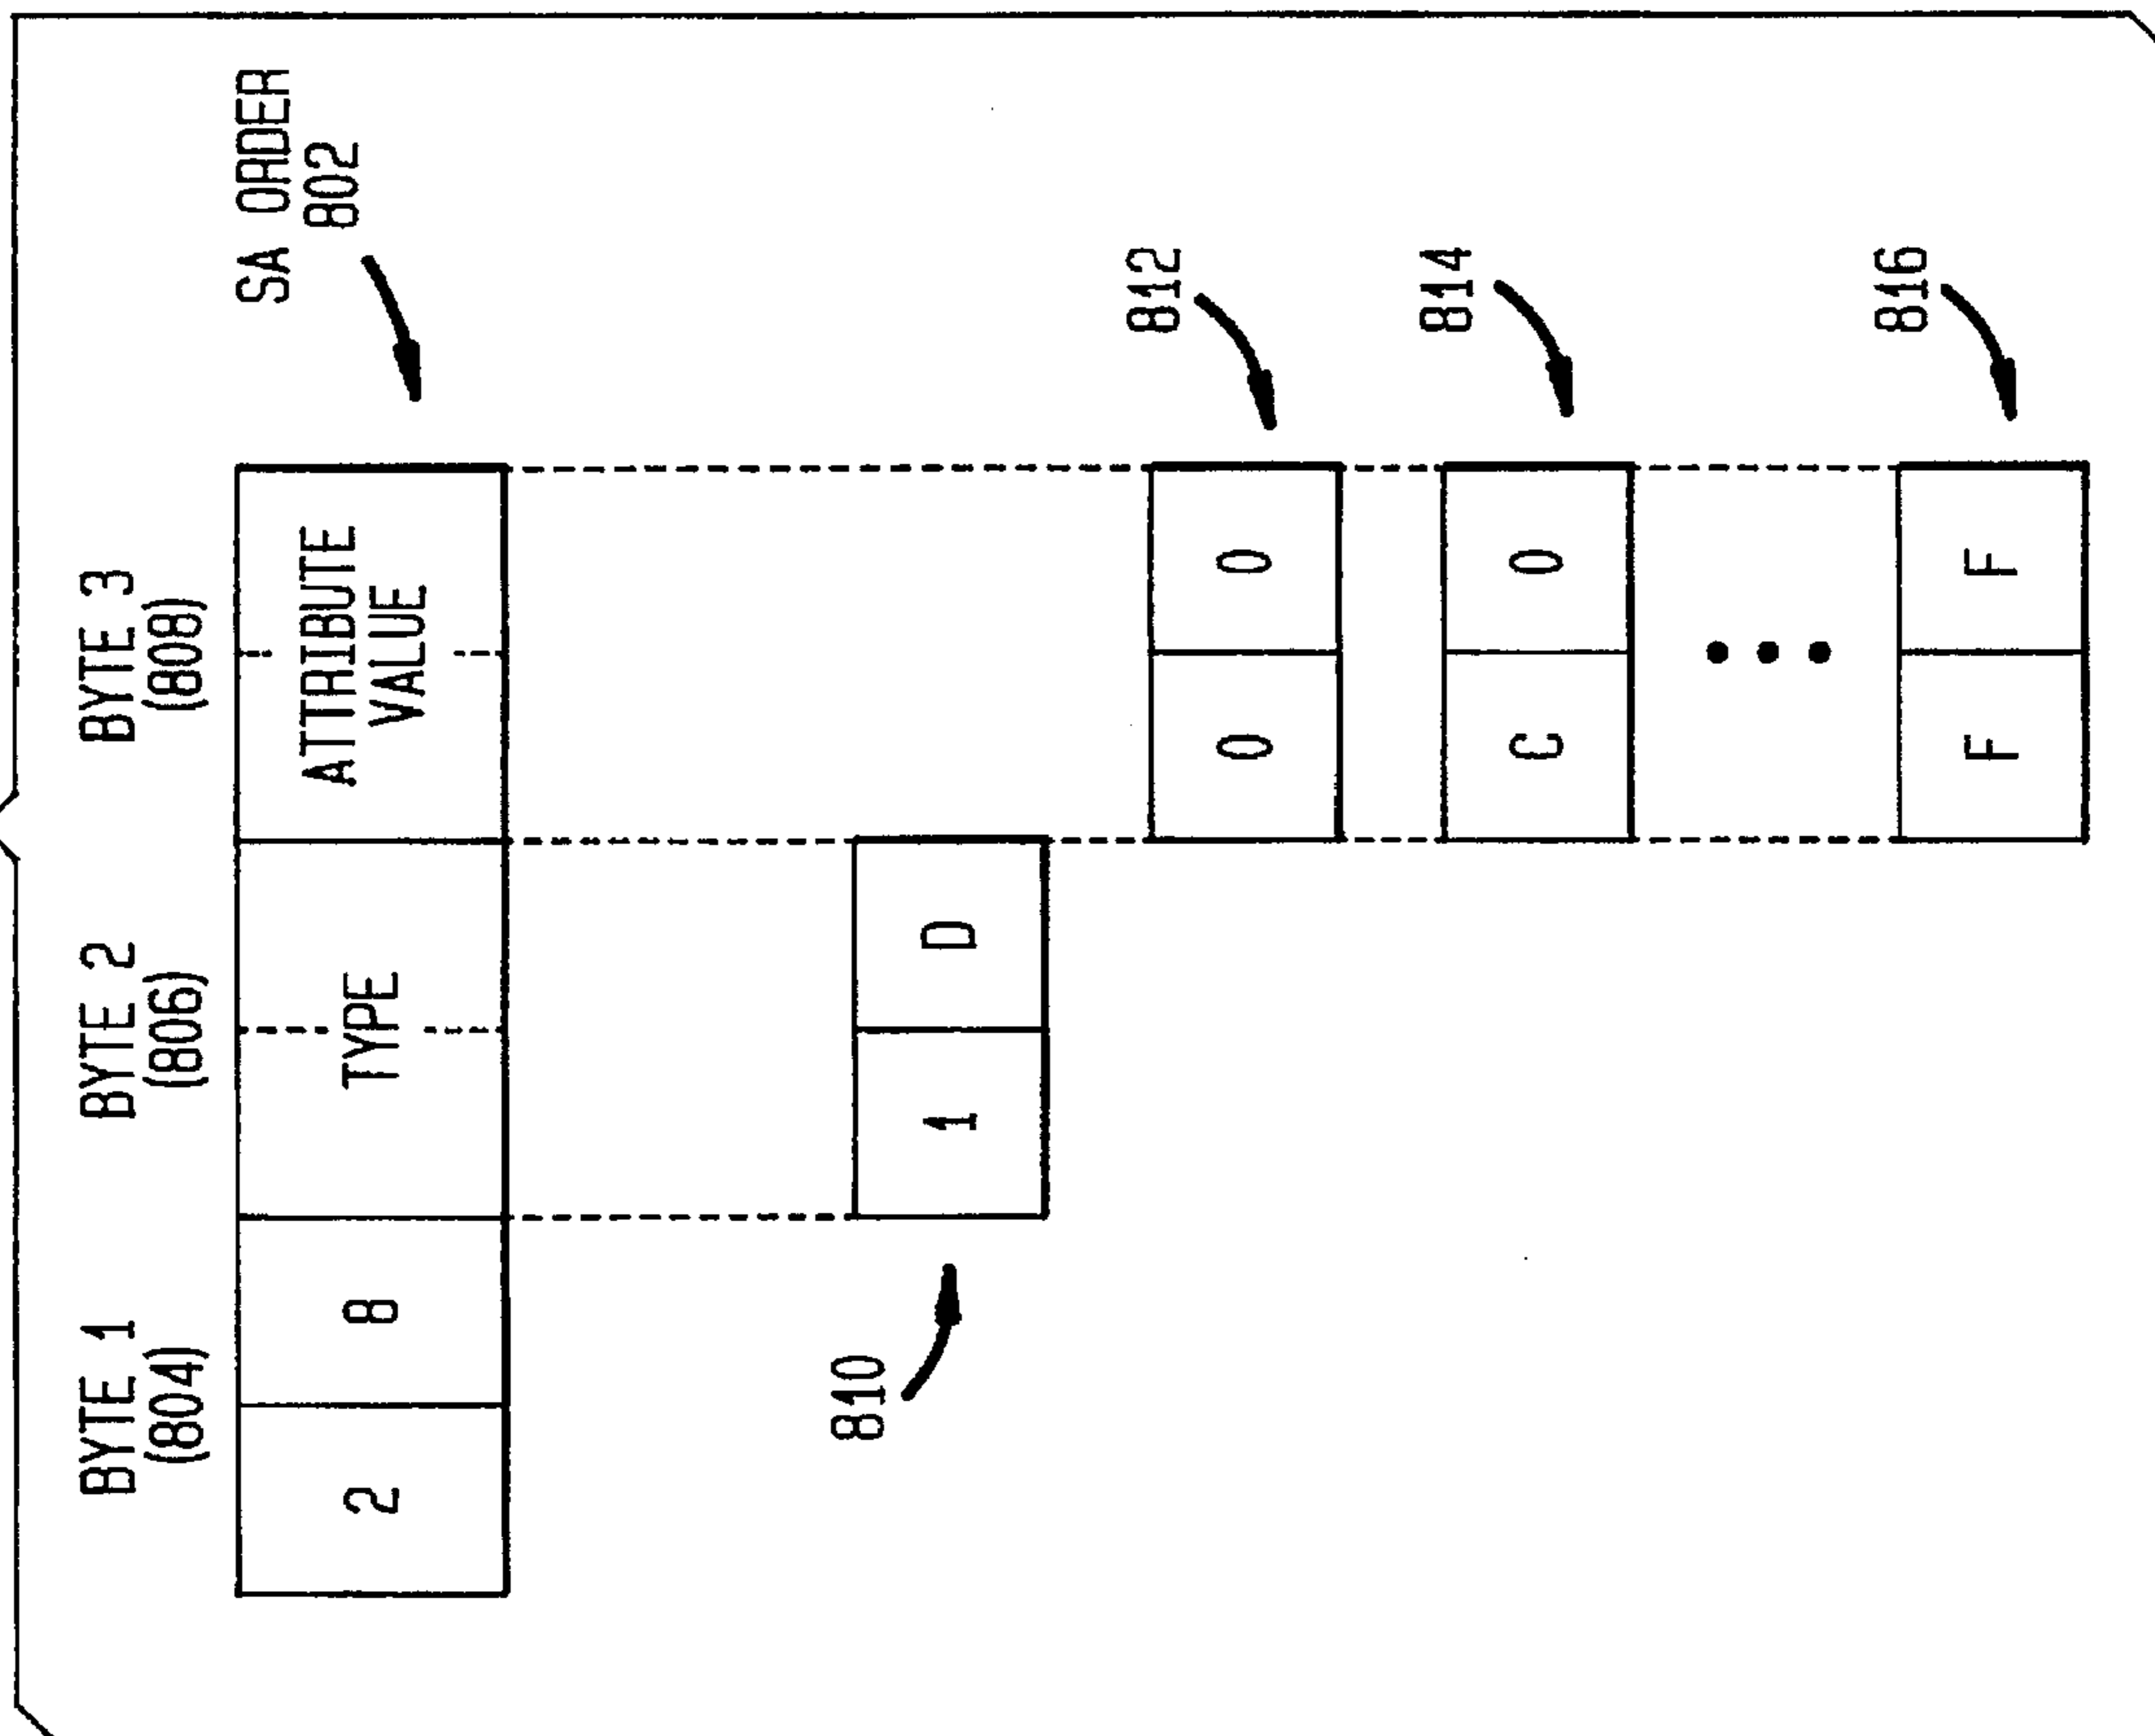 BYTE 1 BYTE 2 BYTE 3
(804) (806) (808)
SA ORDER
802
2 8 TYPE ATTRIBUTE
VALUE
810
1 D
812
0 0
814
C 0
816
F F